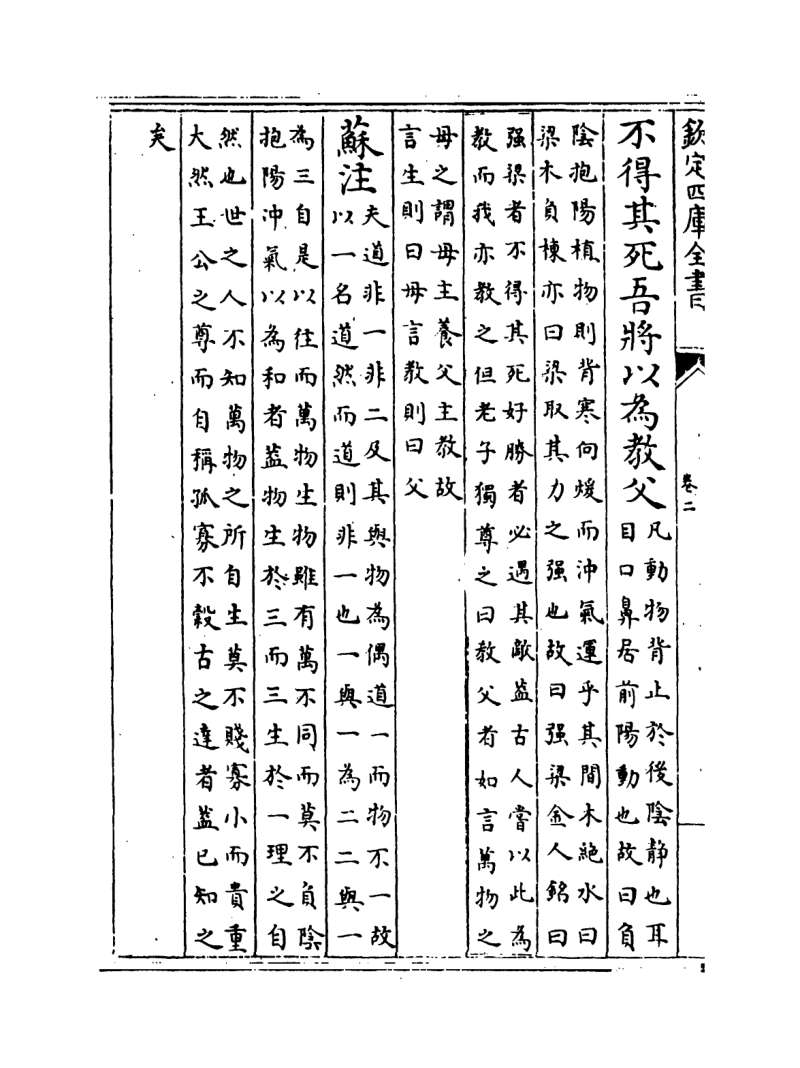 欽定四庫全書
卷二
不得其死吾將以為教父
凡動物背止於後陰静也耳
目口鼻居前陽動也故曰負
陰抱陽植物則背寒向煖而沖氣運乎其間木絶水曰
梁木負棟亦曰梁取其力之强也故曰强梁金人銘曰
强梁者不得其死好勝者必遇其敵葢古人嘗以此為
教而我亦教之但老子獨尊之曰教父者如言萬物之
母之謂母主養父主教故
言生則曰母言教則曰父
蘇注
夫道非一非二及其與物為偶道一而物不一故
以一名道然而道則非一也一與一為二二與一
為三自是以往而萬物生物雖有萬不同而莫不負陰
抱陽沖氣以為和者葢物生於三而三生於一理之自
然也世之人不知萬物之所自生莫不賤寡小而貴重
大然王公之尊而自稱孤寡不穀古之達者葢已知之
矣